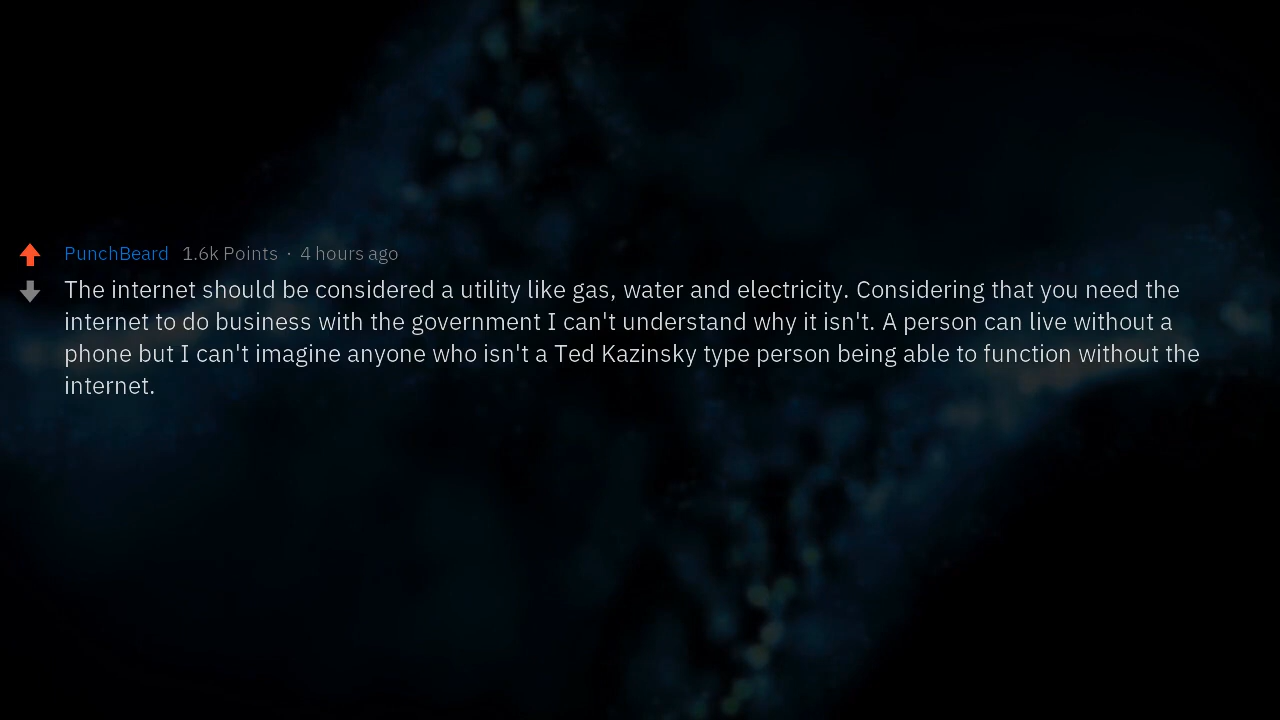 PunchBeard 1.6k Points · 4 hours ago
The internet should be considered a utility like gas, water and electricity. Considering that you need the
internet to do business with the government I can't understand why it isn't. A person can live without a
phone but I can't imagine anyone who isn't a Ted Kazinsky type person being able to function without the
internet.